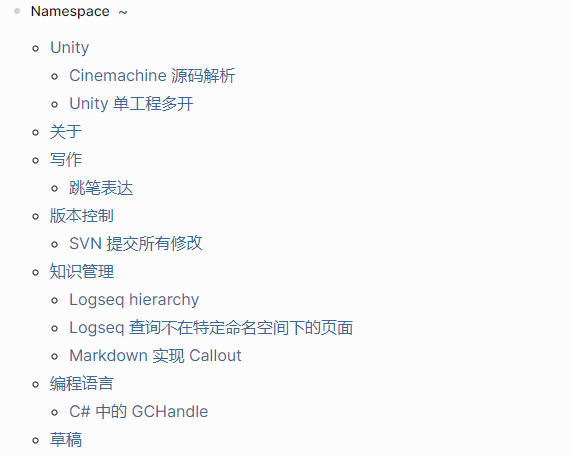 Namespace ~
Unity
Cinemachine 源码解析
Unity 单工程多开
关于
写作
跳笔表达
版本控制
SVN 提交所有修改
知识管理
Logseq hierarchy
Logseq 查询不在特定命名空间下的页面
Markdown 实现 Callout
编程语言
C# 中的 GCHandle
草稿